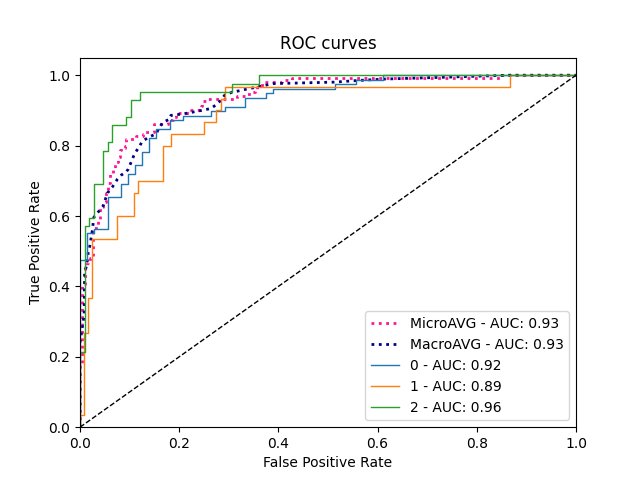 ROC curves
1.0
0.8
0.6
0.4
0.2
0.0
True Positive Rate
MicroAVG - AUC: 0.93
MacroAVG - AUC: 0.93
0 - AUC: 0.92
1 - AUC: 0.89
2 - AUC: 0.96
0.0 0.2 0.4 0.6 0.8 1.0
False Positive Rate